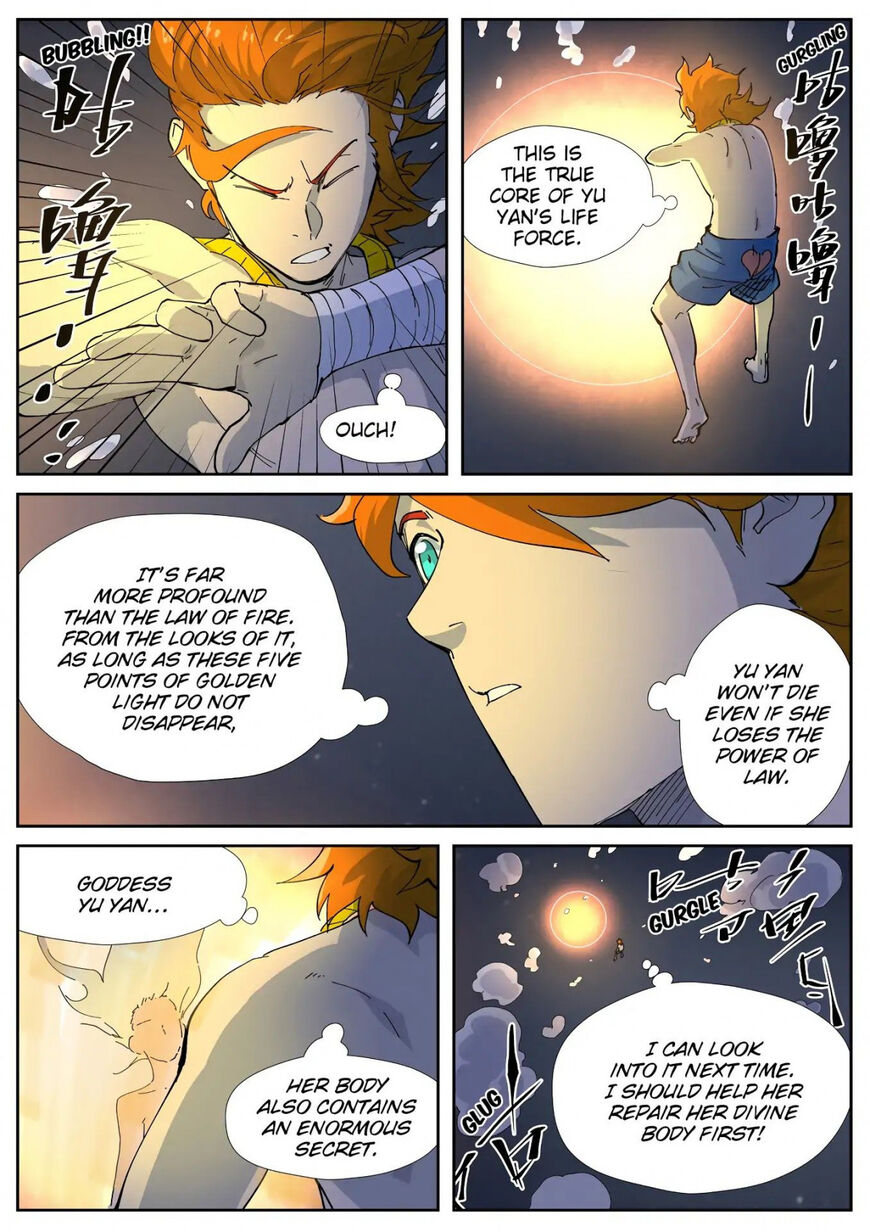 BUBBLING!!
OUCH!
GURGLING
THIS IS
THE TRUE
CORE OF YU
YAN'S LIFE
FORCE.
IT'S FAR
MORE PROFOUND
THAN THE LAW OF FIRE.
FROM THE LOOKS OF IT,
AS LONG AS THESE FIVE
POINTS OF GOLDEN
LIGHT DO NOT
DISAPPEAR,
YU YAN
WON'T DIE
EVEN IF SHE
LOSES THE
POWER OF
LAW.
GODDESS
YU YAN...
HER BODY
ALSO CONTAINS
AN ENORMOUS
SECRET.
GURGLE
I CAN LOOK
INTO IT NEXT TIME.
I SHOULD HELP HER
REPAIR HER DIVINE
BODY FIRST!
GLUG